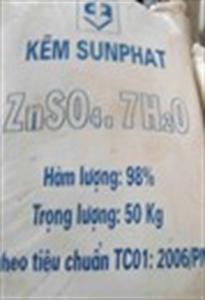 KẼM SUNPHAT
ZnSO₄.7H₂O
Hàm lượng: 98%
Trọng lượng: 50 Kg
heo tiêu chuẩn TC01: 2006/P